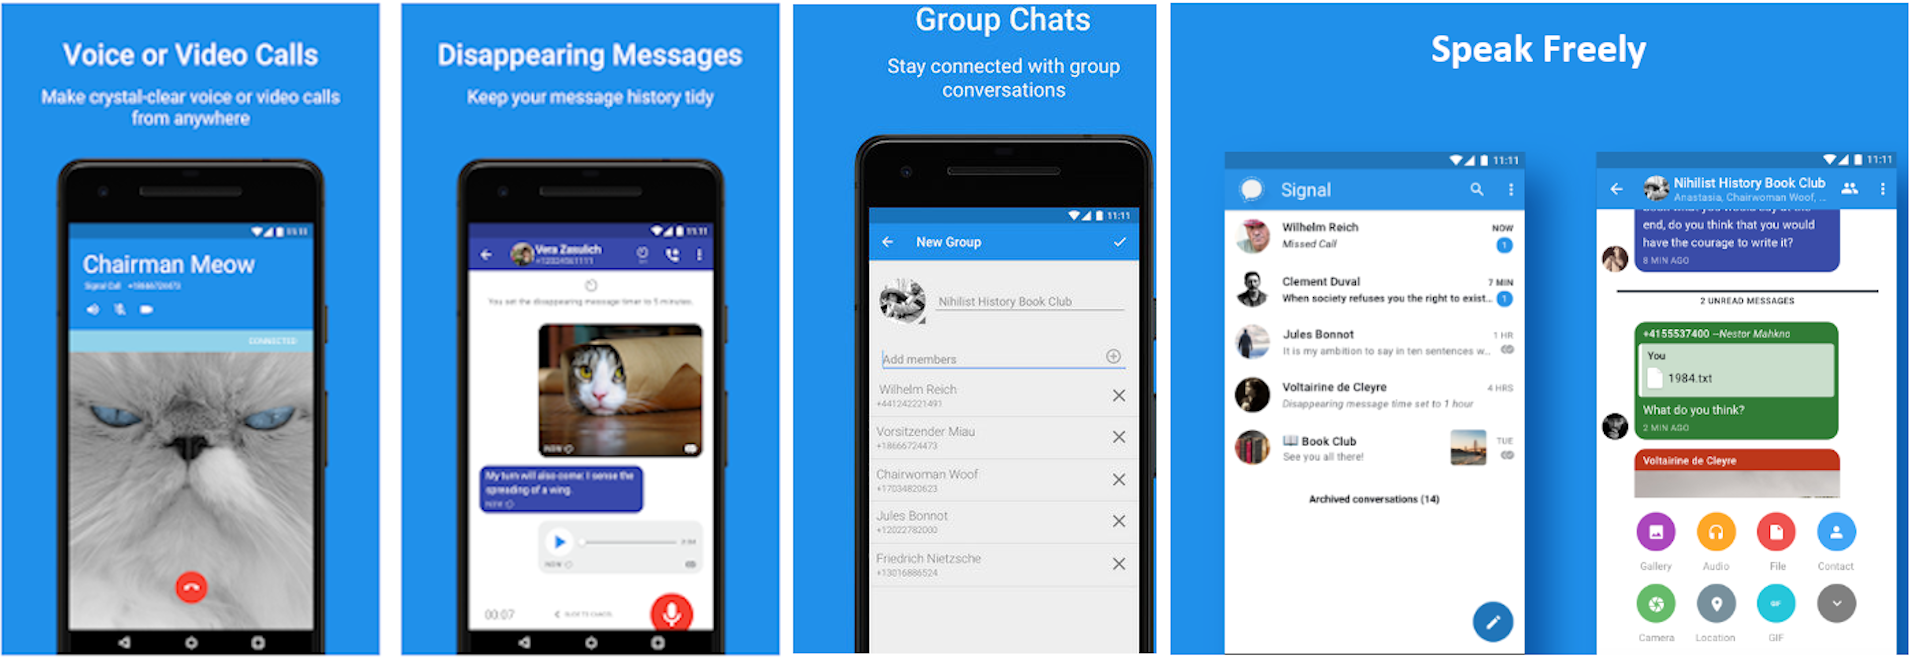 Voice or Video Calls
Make crystal-clear voice or video calls
from anywhere
11:11
Chairman Meow
Signal Call +18666724473
CONNECTED
Disappearing Messages
Keep your message history tidy
11:11
Vera Zasulich
You set the disappearing message timer to 5 minutes.
NOW
My turn will also come: I sense the
spreading of a wing.
NOW
NOW
00:07
SLIDE TO CANCEL
Group Chats
Stay connected with group
conversations
11:11
New Group
Nihilist History Book Club
Add members
Wilhelm Reich
+441242221491
Vorsitzender Miau
+18666724473
Chairwoman Woof
+17034820623
Jules Bonnot
+12022782000
Friedrich Nietzsche
+13016886524
Speak Freely
11:11
Signal
Wilhelm Reich
NOW
Missed Call
1
Clement Duval
7 MIN
When society refuses you the right to exist...
1
Jules Bonnot
1 HR
It is my ambition to say in ten sentences w...
Voltairine de Cleyre
4 HRS
Disappearing message time set to 1 hour
Book Club
TUE
See you all there!
Archived conversations (14)
11:11
Nihilist History Book Club
Anastasia, Chairwoman Woof, ...
end, do you think that you would
have the courage to write it?
8 MIN AGO
2 UNREAD MESSAGES
+4155537400 ~Nestor Mahkno
You
1984.txt
What do you think?
2 MIN AGO
Voltairine de Cleyre
Gallery
Audio
File
Contact
GIF
Camera
Location
GIF